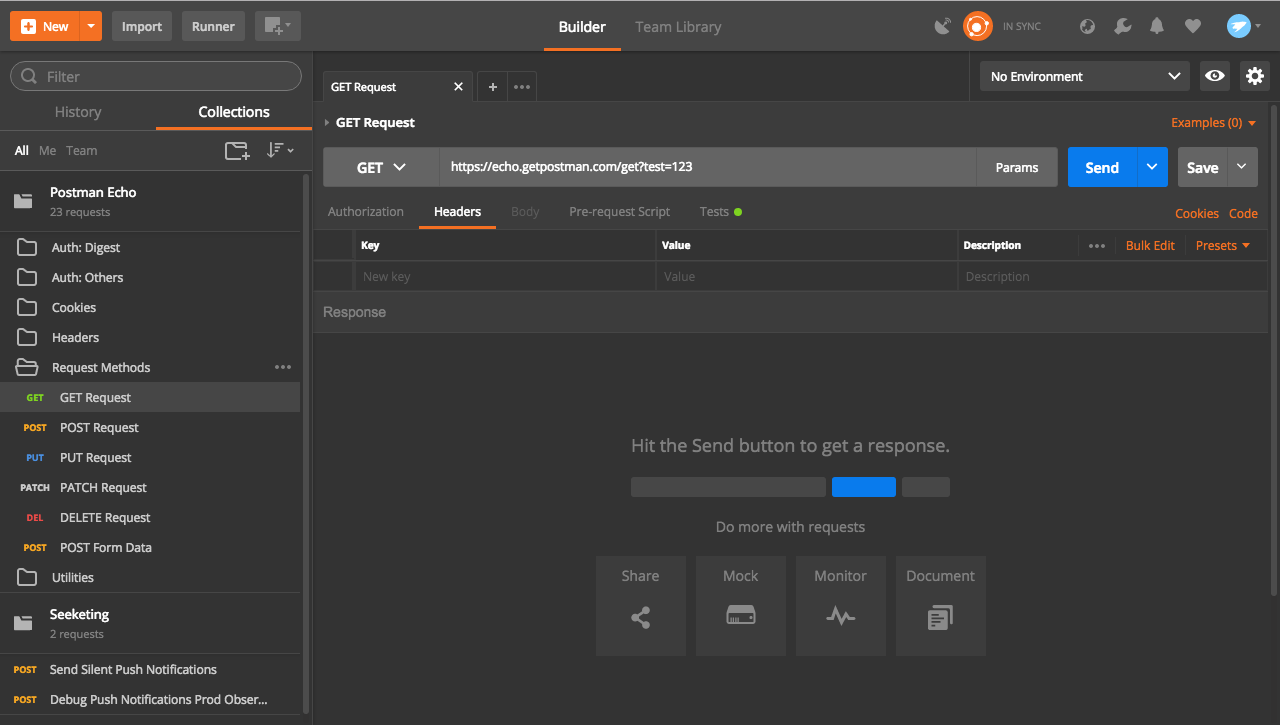 New Import Runner Builder Team Library IN SYNC
Filter
History Collections
All Me Team
Postman Echo
23 requests
Auth: Digest
Auth: Others
Cookies
Headers
Request Methods
GET GET Request
POST POST Request
PUT PUT Request
PATCH PATCH Request
DEL DELETE Request
POST POST Form Data
Utilities
Seeketing
2 requests
POST Send Silent Push Notifications
POST Debug Push Notifications Prod Obser...
GET Request No Environment
GET Request Examples (0)
GET https://echo.getpostman.com/get?test=123 Params Send Save
Authorization Headers Body Pre-request Script Tests Cookies Code
Key Value Description Bulk Edit Presets
New key Value Description
Response
Hit the Send button to get a response.
Do more with requests
Share Mock Monitor Document